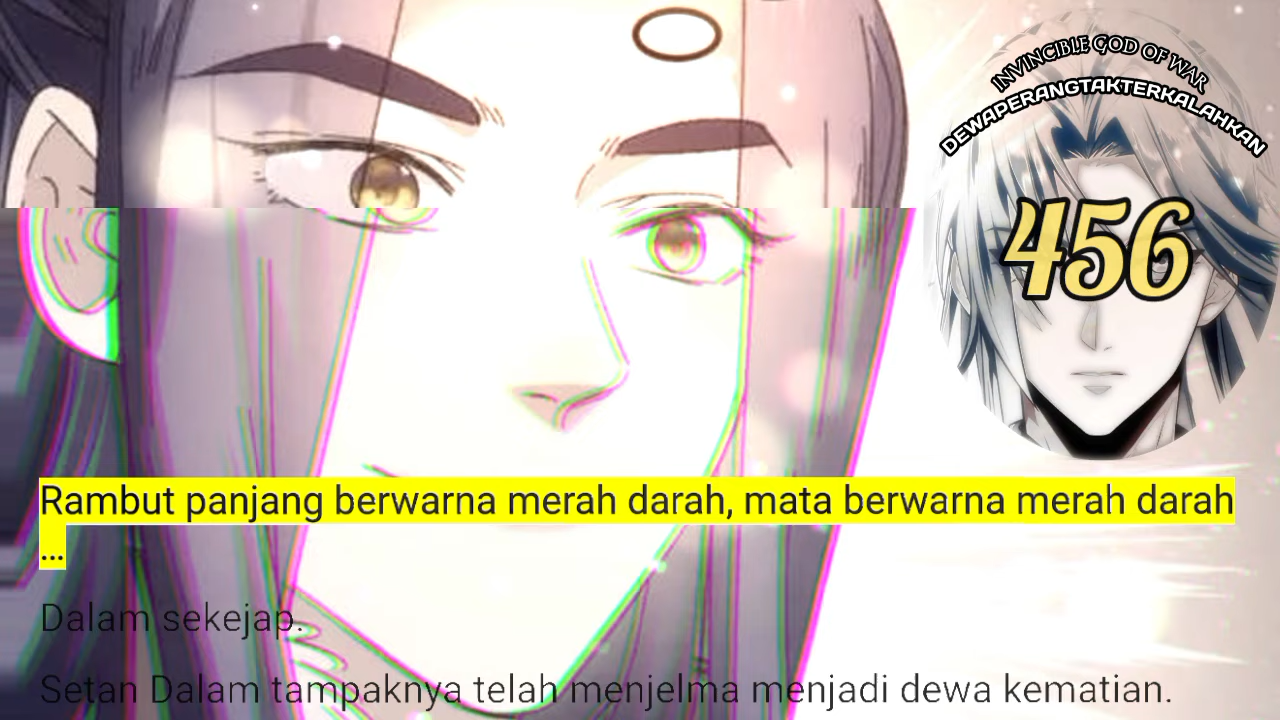 INVINCIBLE GOD OF WAR
DEWAPERANGTAKTERKALAHKAN
456
Rambut panjang berwarna merah darah, mata berwarna merah darah
...
Dalam sekejap.
Setan Dalam tampaknya telah menjelma menjadi dewa kematian.